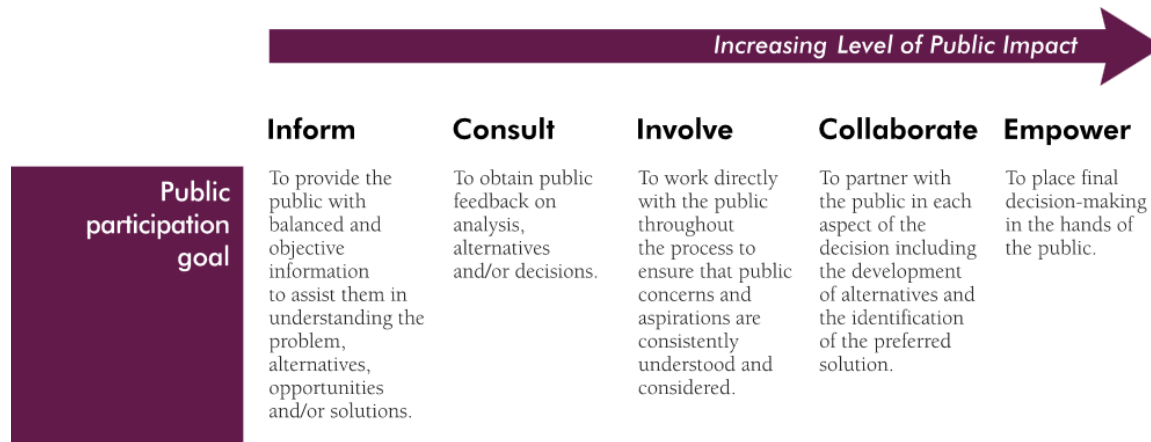 Increasing Level of Public Impact
Inform
Consult
Involve
Collaborate
Empower
Public
participation
goal
To provide the
public with
balanced and
objective
information
to assist them in
understanding the
problem,
alternatives,
opportunities
and/or solutions.
To obtain public
feedback on
analysis,
alternatives
and/or decisions.
To work directly
with the public
throughout
the process to
ensure that public
concerns and
aspirations are
consistently
understood and
considered.
To partner with
the public in each
aspect of the
decision including
the development
of alternatives and
the identification
of the preferred
solution.
To place final
decision-making
in the hands of
the public.